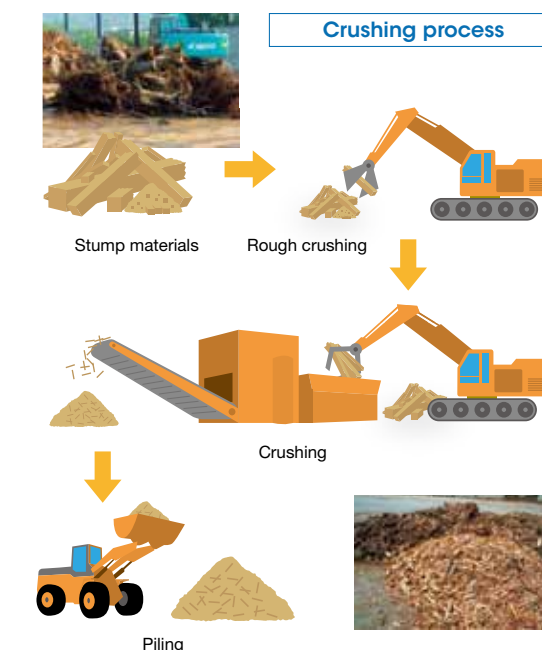 Crushing process
Stump materials
Rough crushing
Crushing
Piling